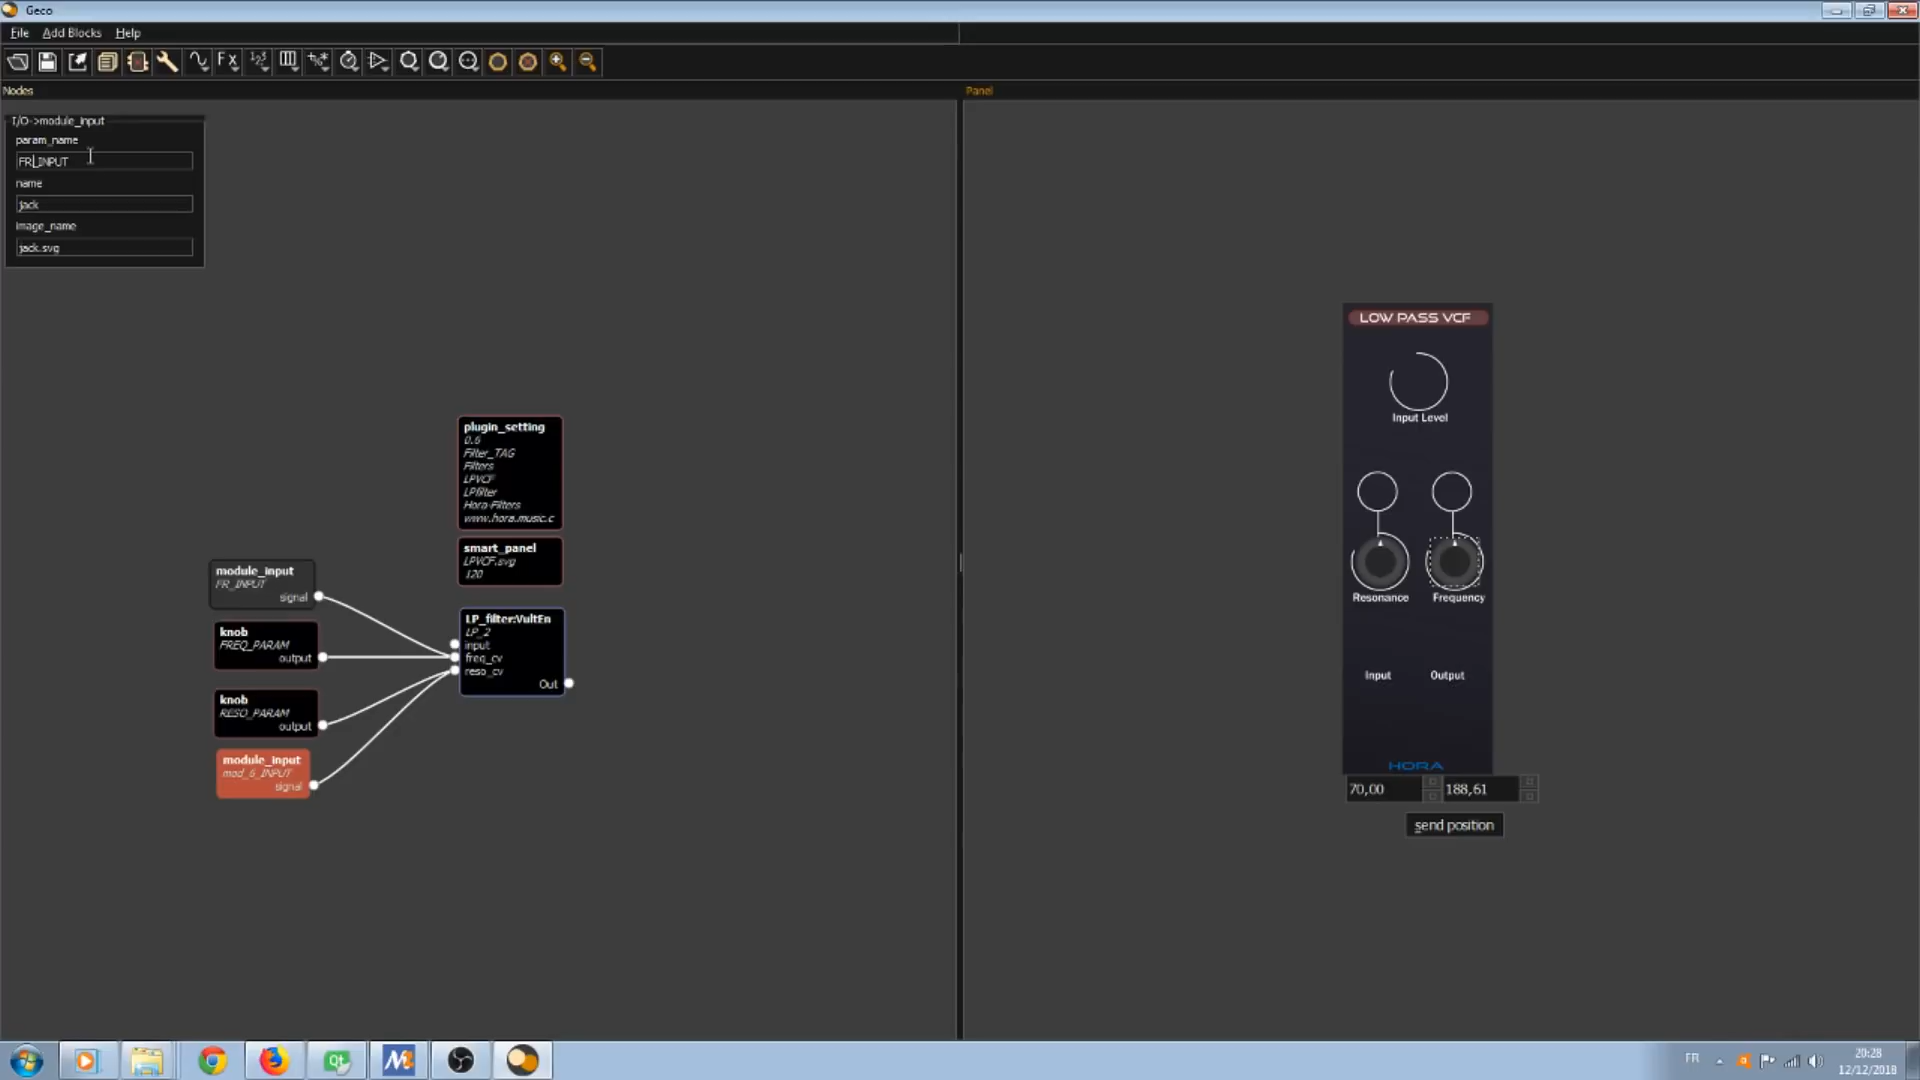 Geco
File Add Blocks Help
Fx
Nodes
Panel
I/O->module_input
param_name
FR_INPUT
name
jack
image_name
jack.svg
plugin_setting
0.6
Filter_TAG
Filters
LPVCF
LPfilter
Hora-Filters
www.hora.music.c
smart_panel
LPVCF.svg
120
module_input
FR_INPUT
signal
knob
FREQ_PARAM
output
knob
RESO_PARAM
output
module_input
mod_6_INPUT
signal
LP_filter:VultEn
LP_2
input
freq_cv
reso_cv
Out
LOW PASS VCF
Input Level
Resonance Frequency
Input Output
HORA
70,00 188,61
send position
FR
20:28
12/12/2018